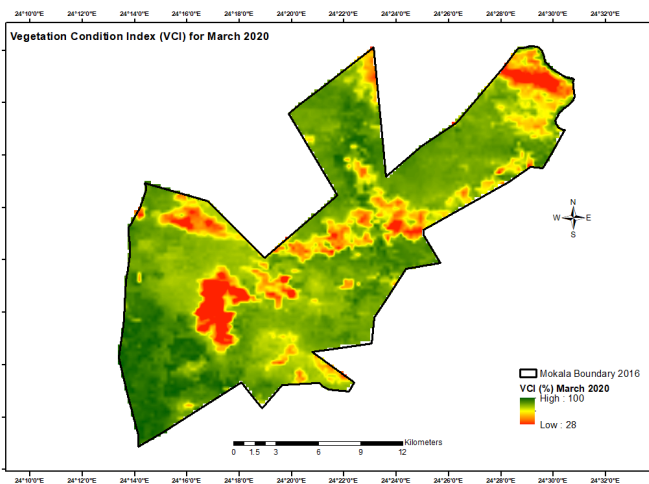 24°10'0"E 24°12'0"E 24°14'0"E 24°16'0"E 24°18'0"E 24°20'0"E 24°22'0"E 24°24'0"E 24°26'0"E 24°28'0"E 24°30'0"E 24°32'0"E
Vegetation Condition Index (VCI) for March 2020
N
W E
S
Mokala Boundary 2016
VCI (%) March 2020
High : 100
Low : 28
Kilometers
0 1.5 3 6 9 12
24°10'0"E 24°12'0"E 24°14'0"E 24°16'0"E 24°18'0"E 24°20'0"E 24°22'0"E 24°24'0"E 24°26'0"E 24°28'0"E 24°30'0"E 24°32'0"E